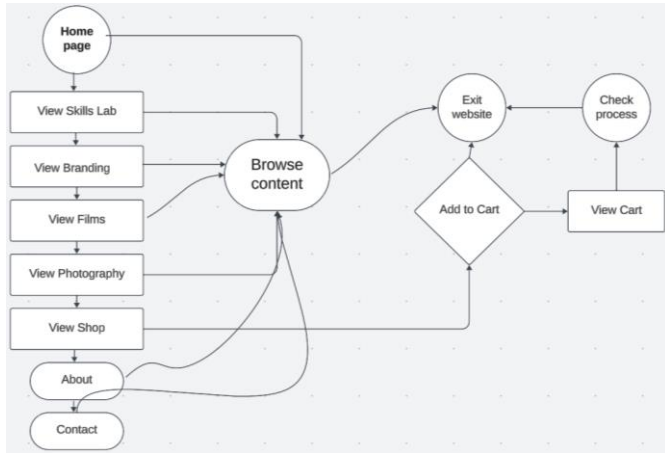 Home
page
View Skills Lab
View Branding
View Films
View Photography
View Shop
About
Contact
Browse
content
Exit
website
Check
process
Add to Cart
View Cart